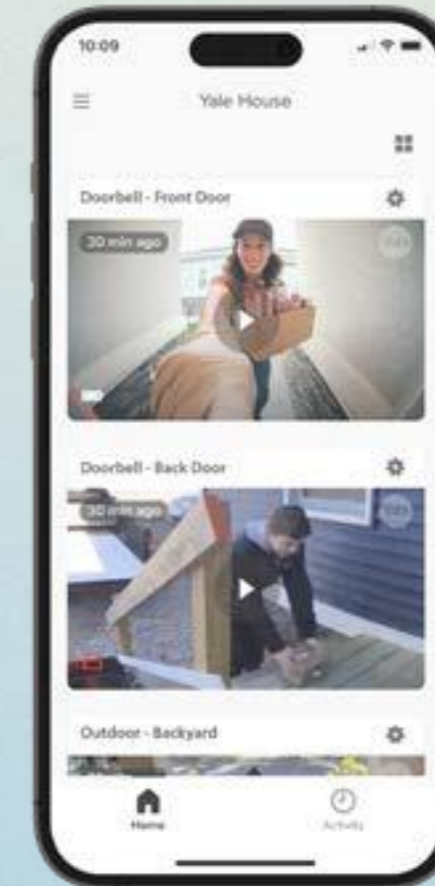 10:09
Yale House
Doorbell - Front Door
30 min ago
Doorbell - Back Door
30 min ago
Outdoor - Backyard
Home
Activity